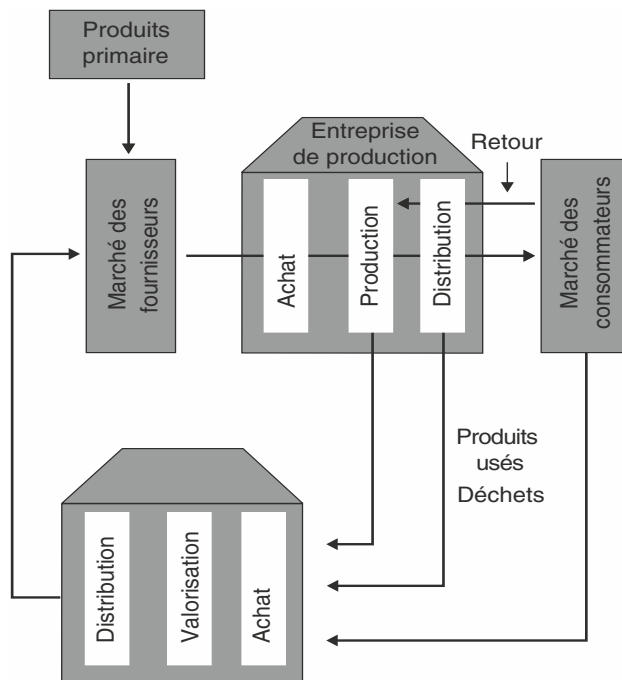 Produits
primaire
Entreprise
de production
Retour
Marché des
fournisseurs
Achat
Production
Distribution
Marché des
consommateurs
Produits
usés
Déchets
Distribution
Valorisation
Achat